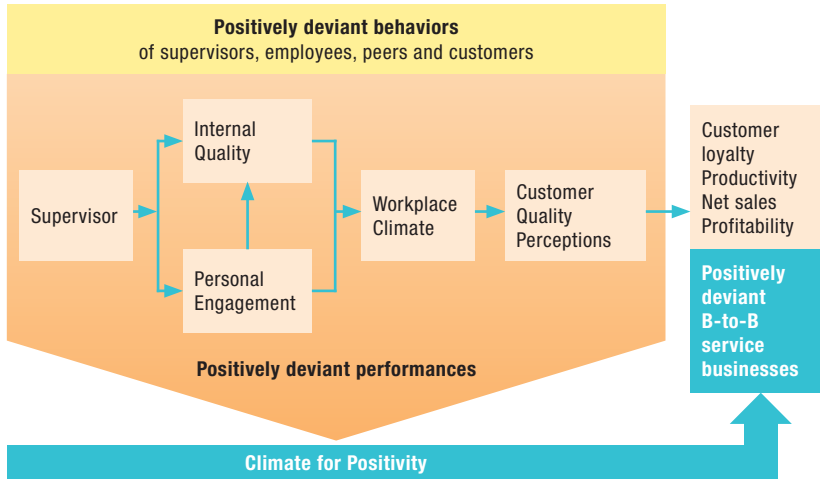 Positively deviant behaviors
of supervisors, employees, peers and customers
Supervisor
Internal
Quality
Personal
Engagement
Workplace
Climate
Customer
Quality
Perceptions
Customer
loyalty
Productivity
Net sales
Profitability
Positively
deviant
B-to-B
service
businesses
Positively deviant performances
Climate for Positivity